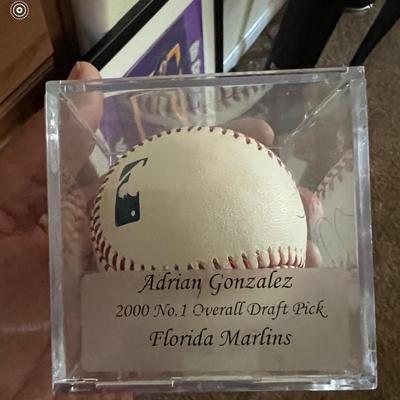 Adrian Gonzalez
2000 No.1 Overall Draft Pick
Florida Marlins